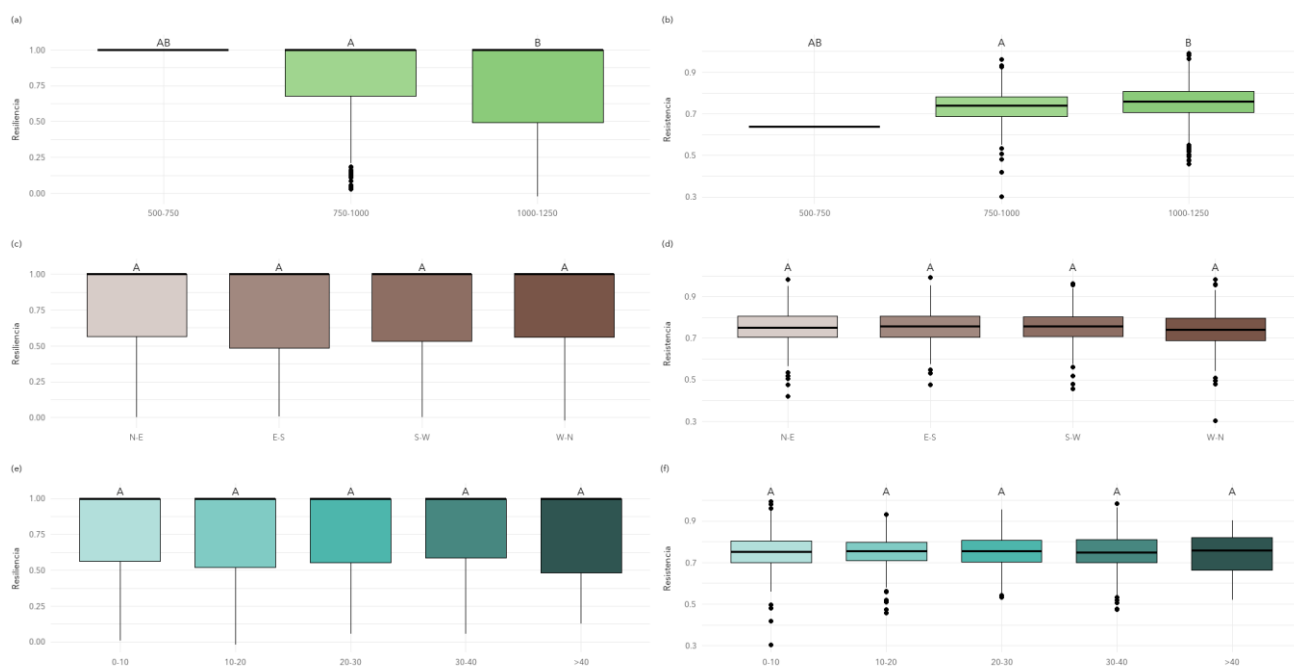 (a)
AB
A
B
1.00
0.75
0.50
0.25
0.00
Resiliencia
500-750
750-1000
1000-1250
(b)
AB
A
B
0.9
0.7
0.5
0.3
Resistencia
500-750
750-1000
1000-1250
(c)
A
A
A
A
1.00
0.75
0.50
0.25
0.00
Resiliencia
N-E
E-S
S-W
W-N
(d)
A
A
A
A
0.9
0.7
0.5
0.3
Resistencia
N-E
E-S
S-W
W-N
(e)
A
A
A
A
A
1.00
0.75
0.50
0.25
0.00
Resiliencia
0-10
10-20
20-30
30-40
>40
(f)
A
A
A
A
A
0.9
0.7
0.5
0.3
Resistencia
0-10
10-20
20-30
30-40
>40